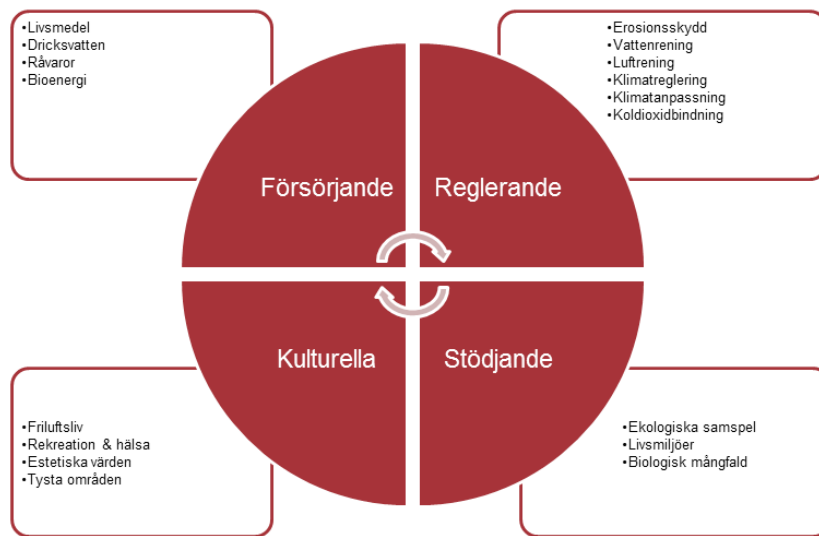 •Livsmedel
•Dricksvatten
•Råvaror
•Bioenergi
•Erosionsskydd
•Vattenrening
•Luftrening
•Klimatreglering
•Klimatanpassning
•Koldioxidbindning
Försörjande
Reglerande
Kulturella
Stödjande
•Friluftsliv
•Rekreation & hälsa
•Estetiska värden
•Tysta områden
•Ekologiska samspel
•Livsmiljöer
•Biologisk mångfald